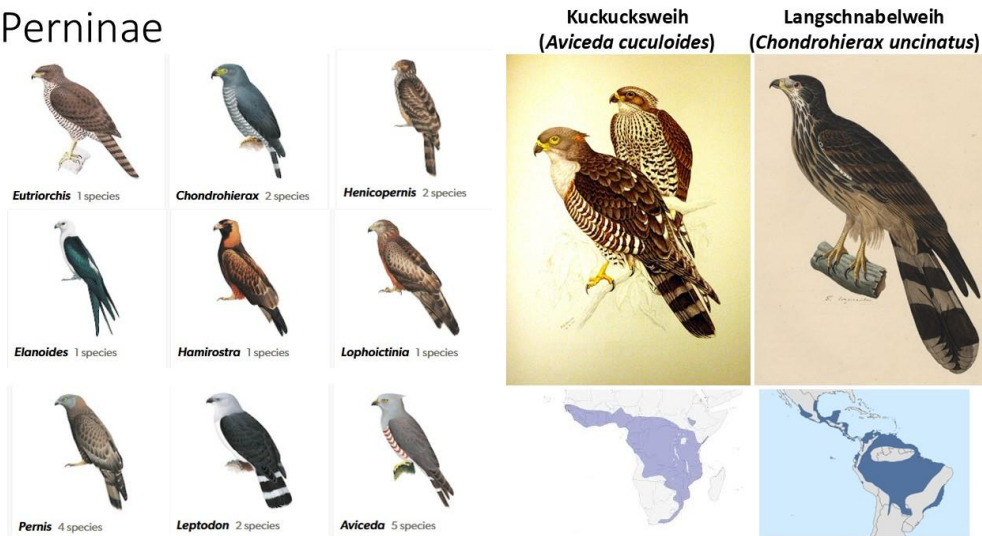 Perninae
Eutriorchis 1 species
Chondrohierax 2 species
Henicopernis 2 species
Elanoides 1 species
Hamirostra 1 species
Lophoictinia 1 species
Pernis 4 species
Leptodon 2 species
Aviceda 5 species
Kuckucksweih
(Aviceda cuculoides)
Langschnabelweih
(Chondrohierax uncinatus)